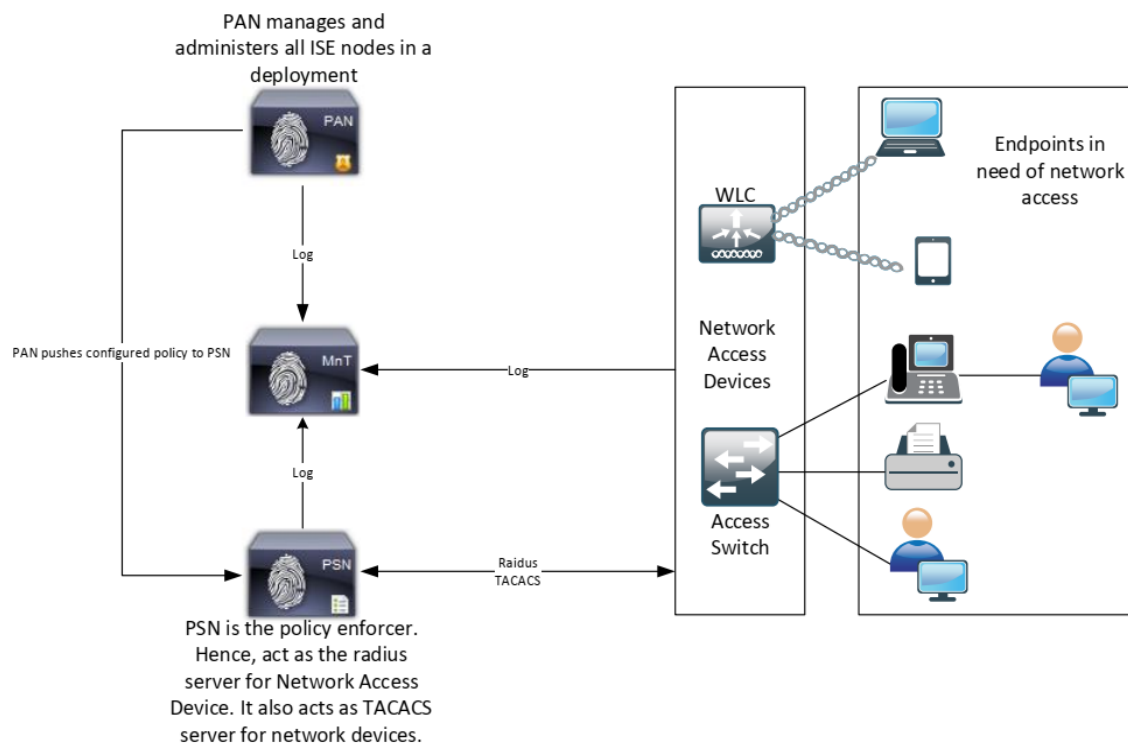 PAN manages and
administers all ISE nodes in a
deployment
PAN
Log
PAN pushes configured policy to PSN
MnT
Log
Log
PSN
Raidus
TACACS
PSN is the policy enforcer.
Hence, act as the radius
server for Network Access
Device. It also acts as TACACS
server for network devices.
WLC
Network
Access
Devices
Access
Switch
Endpoints in
need of network
access